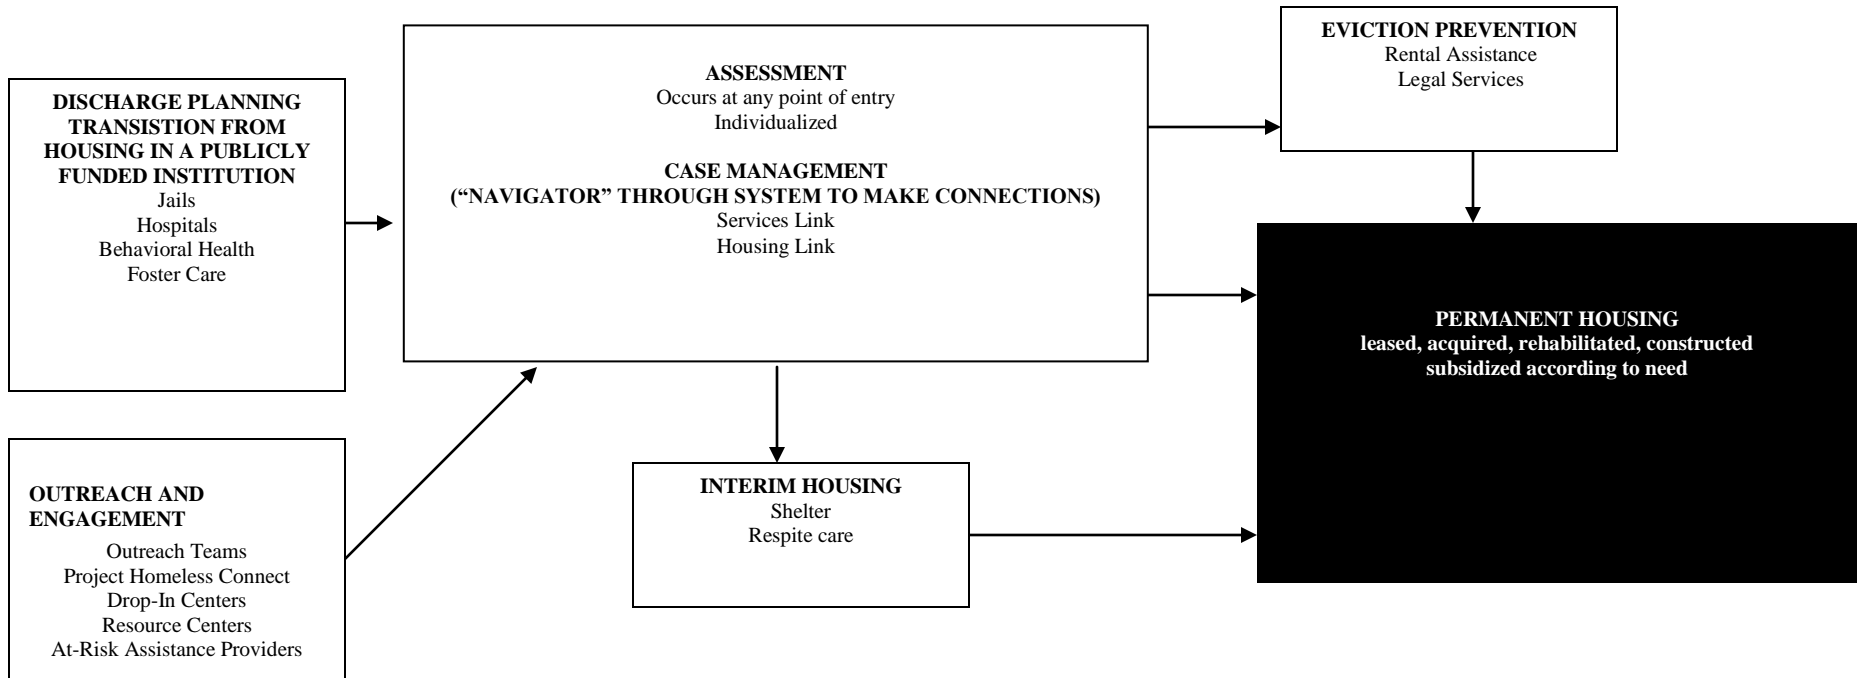 DISCHARGE PLANNING
TRANSISTION FROM
HOUSING IN A PUBLICLY
FUNDED INSTITUTION
Jails
Hospitals
Behavioral Health
Foster Care
OUTREACH AND
ENGAGEMENT
Outreach Teams
Project Homeless Connect
Drop-In Centers
Resource Centers
At-Risk Assistance Providers
ASSESSMENT
Occurs at any point of entry
Individualized
CASE MANAGEMENT
(“NAVIGATOR” THROUGH SYSTEM TO MAKE CONNECTIONS)
Services Link
Housing Link
INTERIM HOUSING
Shelter
Respite care
EVICTION PREVENTION
Rental Assistance
Legal Services
PERMANENT HOUSING
leased, acquired, rehabilitated, constructed
subsidized according to need